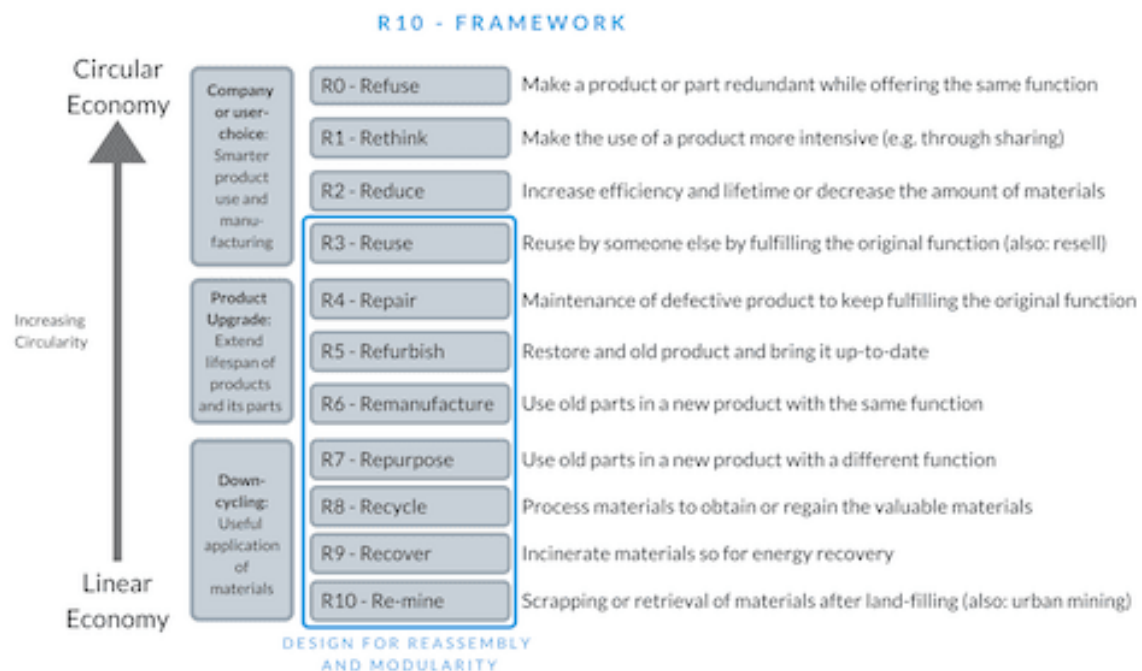 R10 - FRAMEWORK
Circular
Economy
Increasing
Circularity
Linear
Economy
Company
or user-
choice:
Smarter
product
use and
manu-
facturing
R0 - Refuse
Make a product or part redundant while offering the same function
R1 - Rethink
Make the use of a product more intensive (e.g. through sharing)
R2 - Reduce
Increase efficiency and lifetime or decrease the amount of materials
R3 - Reuse
Reuse by someone else by fulfilling the original function (also: resell)
Product
Upgrade:
Extend
lifespan of
products
and its parts
R4 - Repair
Maintenance of defective product to keep fulfilling the original function
R5 - Refurbish
Restore and old product and bring it up-to-date
R6 - Remanufacture
Use old parts in a new product with the same function
Down-
cycling:
Useful
application
of
materials
R7 - Repurpose
Use old parts in a new product with a different function
R8 - Recycle
Process materials to obtain or regain the valuable materials
R9 - Recover
Incinerate materials so for energy recovery
R10 - Re-mine
Scrapping or retrieval of materials after land-filling (also: urban mining)
DESIGN FOR REASSEMBLY
AND MODULARITY